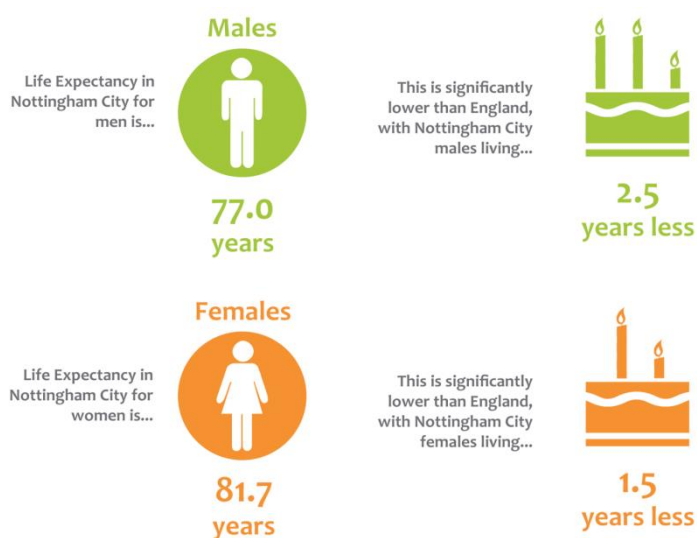 Males
Life Expectancy in
Nottingham City for
men is...
77.0
years
This is significantly
lower than England,
with Nottingham City
males living...
2.5
years less
Females
Life Expectancy in
Nottingham City for
women is...
81.7
years
This is significantly
lower than England,
with Nottingham City
females living...
1.5
years less